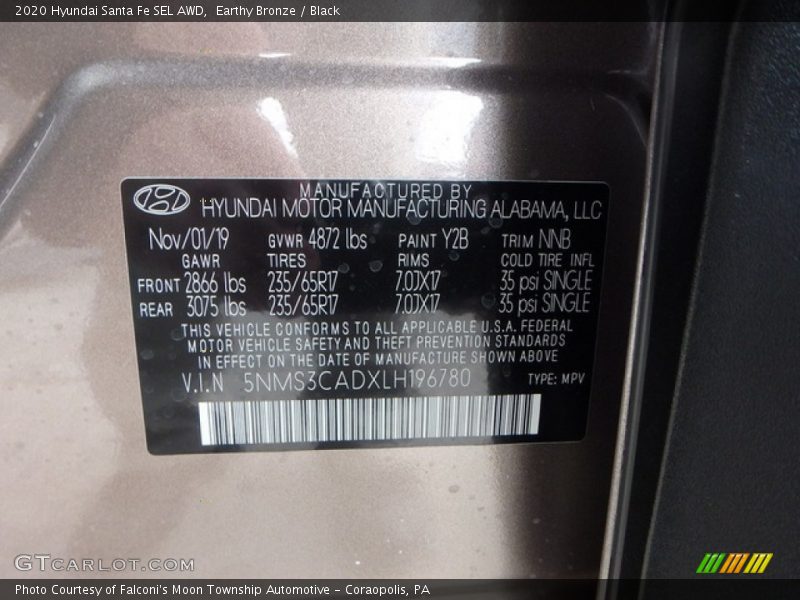 2020 Hyundai Santa Fe SEL AWD, Earthy Bronze / Black
MANUFACTURED BY
HYUNDAI MOTOR MANUFACTURING ALABAMA, LLC
Nov/01/19 GVWR 4872 lbs PAINT Y2B TRIM NNB
GAWR TIRES RIMS COLD TIRE INFL
FRONT 2866 lbs 235/65R17 7.0JX17 35 psi SINGLE
REAR 3075 lbs 235/65R17 7.0JX17 35 psi SINGLE
THIS VEHICLE CONFORMS TO ALL APPLICABLE U.S.A. FEDERAL
MOTOR VEHICLE SAFETY AND THEFT PREVENTION STANDARDS
IN EFFECT ON THE DATE OF MANUFACTURE SHOWN ABOVE
V.I.N 5NMS3CADXLH196780 TYPE: MPV
GTCARLOT.COM
Photo Courtesy of Falconi's Moon Township Automotive – Coraopolis, PA